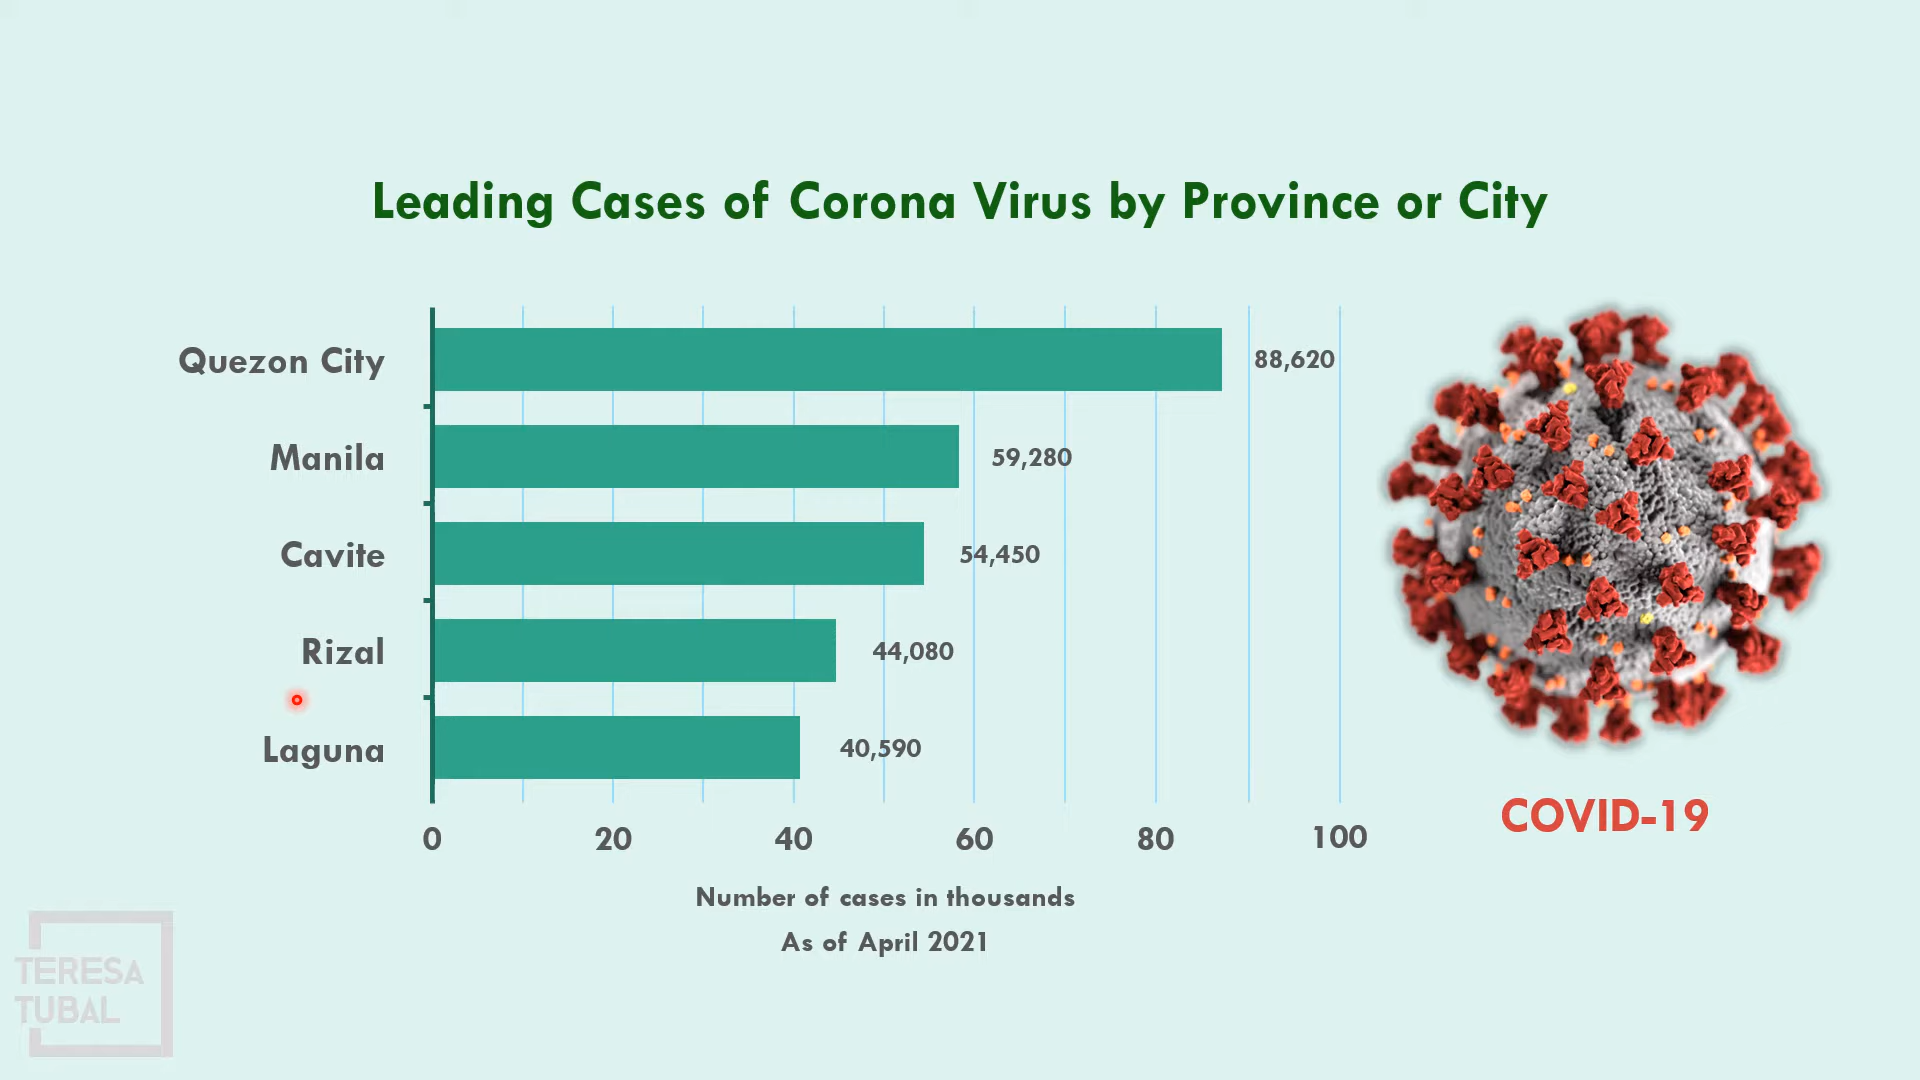 Leading Cases of Corona Virus by Province or City
Quezon City
88,620
Manila
59,280
Cavite
54,450
Rizal
44,080
Laguna
40,590
0 20 40 60 80 100
Number of cases in thousands
As of April 2021
COVID-19
TERESA
TUBAL